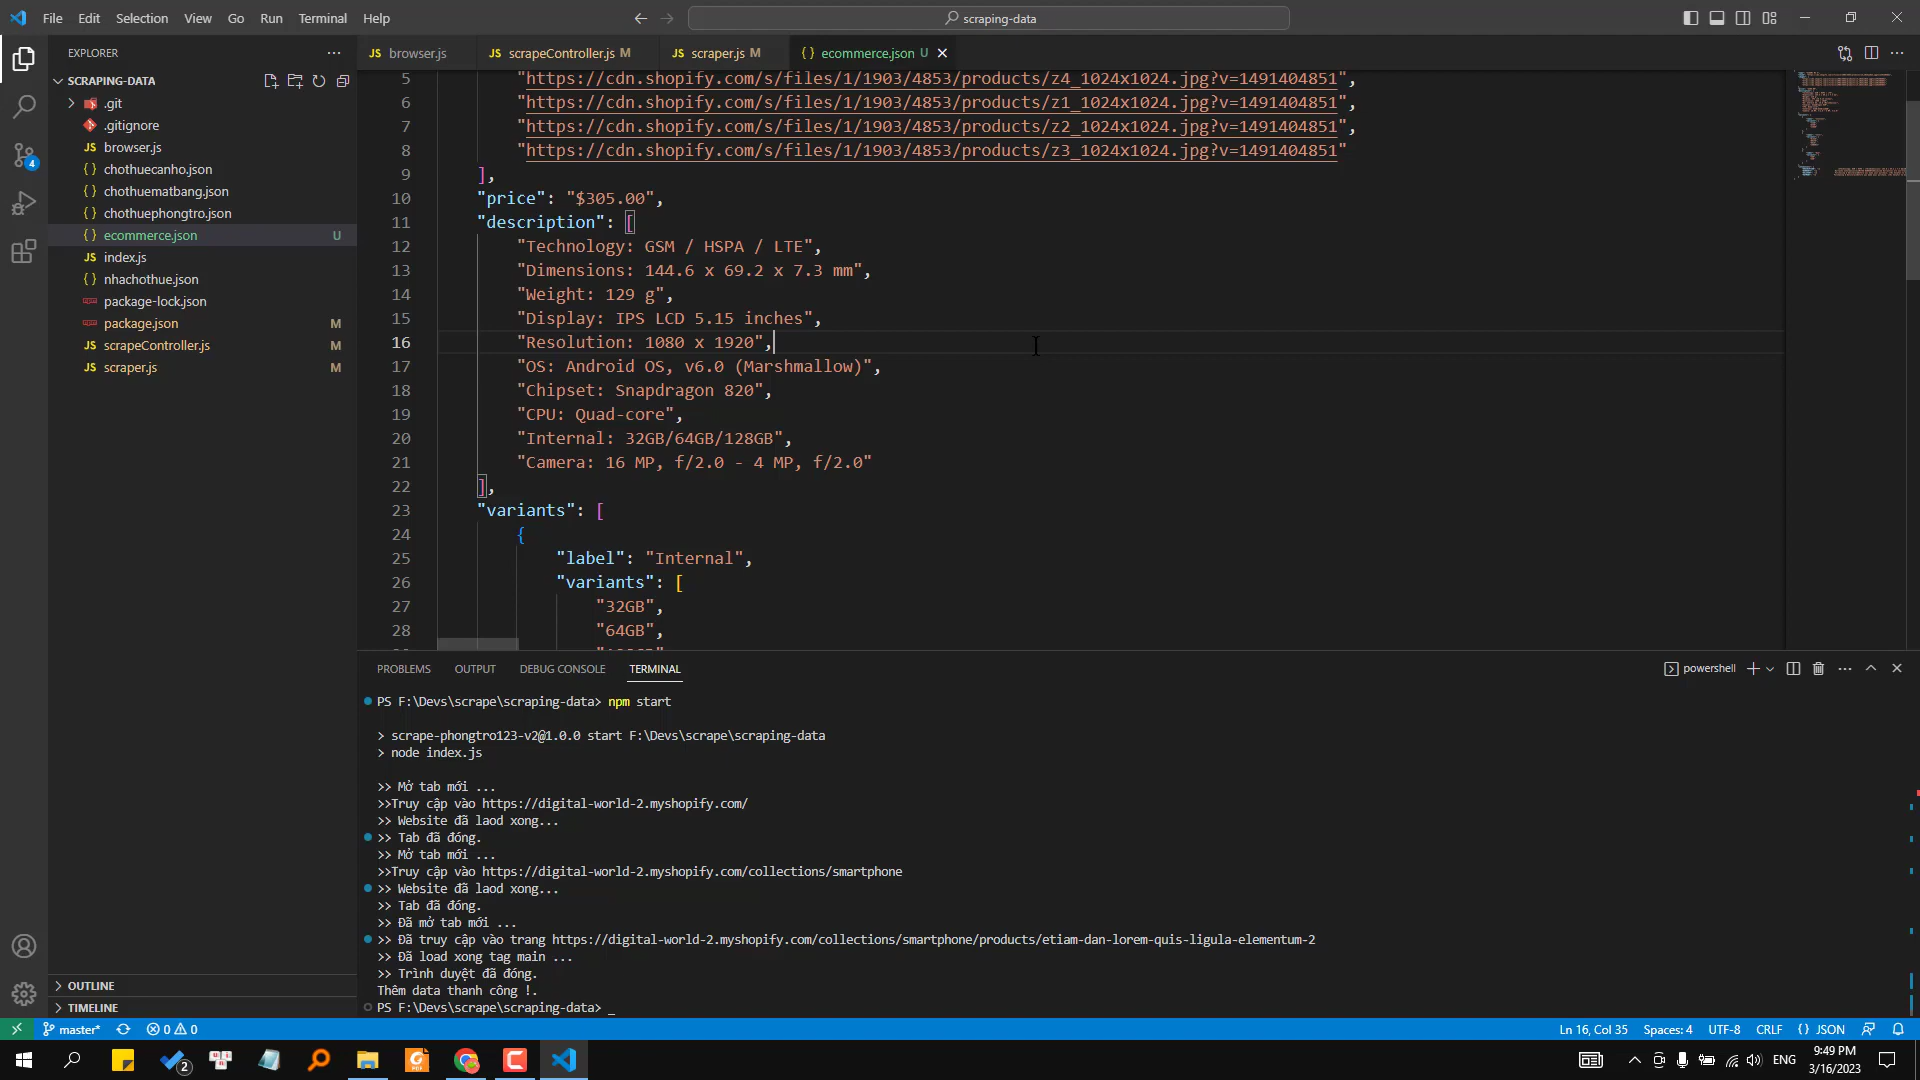 File Edit Selection View Go Run Terminal Help
scraping-data
EXPLORER
browser.js
scrapeController.js M
scraper.js M
{ } ecommerce.json U
SCRAPING-DATA
.git
.gitignore
JS browser.js
{ } chothuecanho.json
{ } chothuematbang.json
{ } chothuephongtro.json
{ } ecommerce.json U
JS index.js
{ } nhachothue.json
package-lock.json
package.json M
JS scrapeController.js M
JS scraper.js M
OUTLINE
TIMELINE
5 "https://cdn.shopify.com/s/files/1/1903/4853/products/z4_1024x1024.jpg?v=1491404851",
6 "https://cdn.shopify.com/s/files/1/1903/4853/products/z1_1024x1024.jpg?v=1491404851",
7 "https://cdn.shopify.com/s/files/1/1903/4853/products/z2_1024x1024.jpg?v=1491404851",
8 "https://cdn.shopify.com/s/files/1/1903/4853/products/z3_1024x1024.jpg?v=1491404851"
9 ],
10 "price": "$305.00",
11 "description": [
12 "Technology: GSM / HSPA / LTE",
13 "Dimensions: 144.6 x 69.2 x 7.3 mm",
14 "Weight: 129 g",
15 "Display: IPS LCD 5.15 inches",
16 "Resolution: 1080 x 1920",
17 "OS: Android OS, v6.0 (Marshmallow)",
18 "Chipset: Snapdragon 820",
19 "CPU: Quad-core",
20 "Internal: 32GB/64GB/128GB",
21 "Camera: 16 MP, f/2.0 - 4 MP, f/2.0"
22 ],
23 "variants": [
24 {
25 "label": "Internal",
26 "variants": [
27 "32GB",
28 "64GB",
PROBLEMS OUTPUT DEBUG CONSOLE TERMINAL
powershell
PS F:\Devs\scrape\scraping-data> npm start
> scrape-phongtro123-v2@1.0.0 start F:\Devs\scrape\scraping-data
> node index.js
>> Mở tab mới ...
>>Truy cập vào https://digital-world-2.myshopify.com/
>> Website đã laod xong...
>> Tab đã đóng.
>> Mở tab mới ...
>>Truy cập vào https://digital-world-2.myshopify.com/collections/smartphone
>> Website đã laod xong...
>> Tab đã đóng.
>> Đã mở tab mới ...
>> Đã truy cập vào trang https://digital-world-2.myshopify.com/collections/smartphone/products/etiam-dan-lorem-quis-ligula-elementum-2
>> Đã load xong tag main ...
>> Trình duyệt đã đóng.
Thêm data thanh công !.
PS F:\Devs\scrape\scraping-data> _
master* 0 0
Ln 16, Col 35 Spaces: 4 UTF-8 CRLF { } JSON
4
2
ENG
9:49 PM
3/16/2023